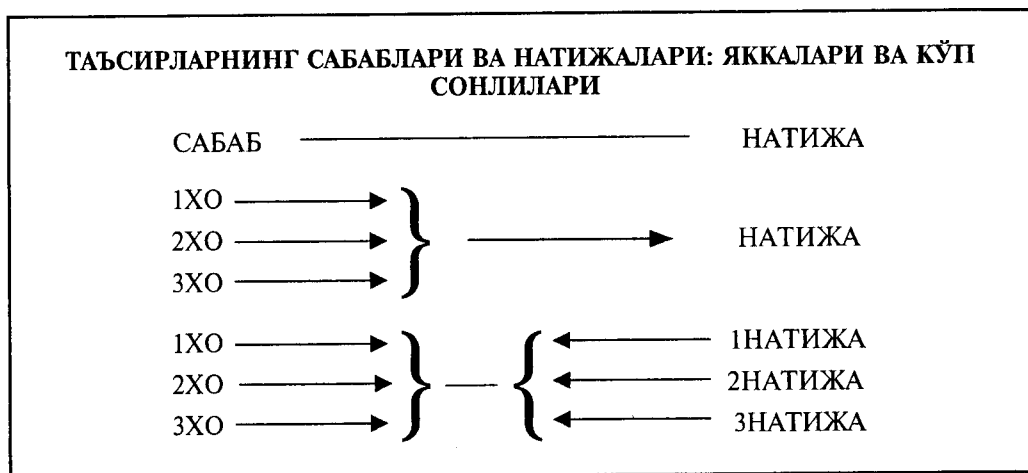 ТАЪСИРЛАРНИНГ САБАБЛАРИ ВА НАТИЖАЛАРИ: ЯККАЛАРИ ВА КЎП
СОНЛИЛАРИ
САБАБ НАТИЖА
1ХО
2ХО НАТИЖА
3ХО
1ХО 1НАТИЖА
2ХО 2НАТИЖА
3ХО 3НАТИЖА